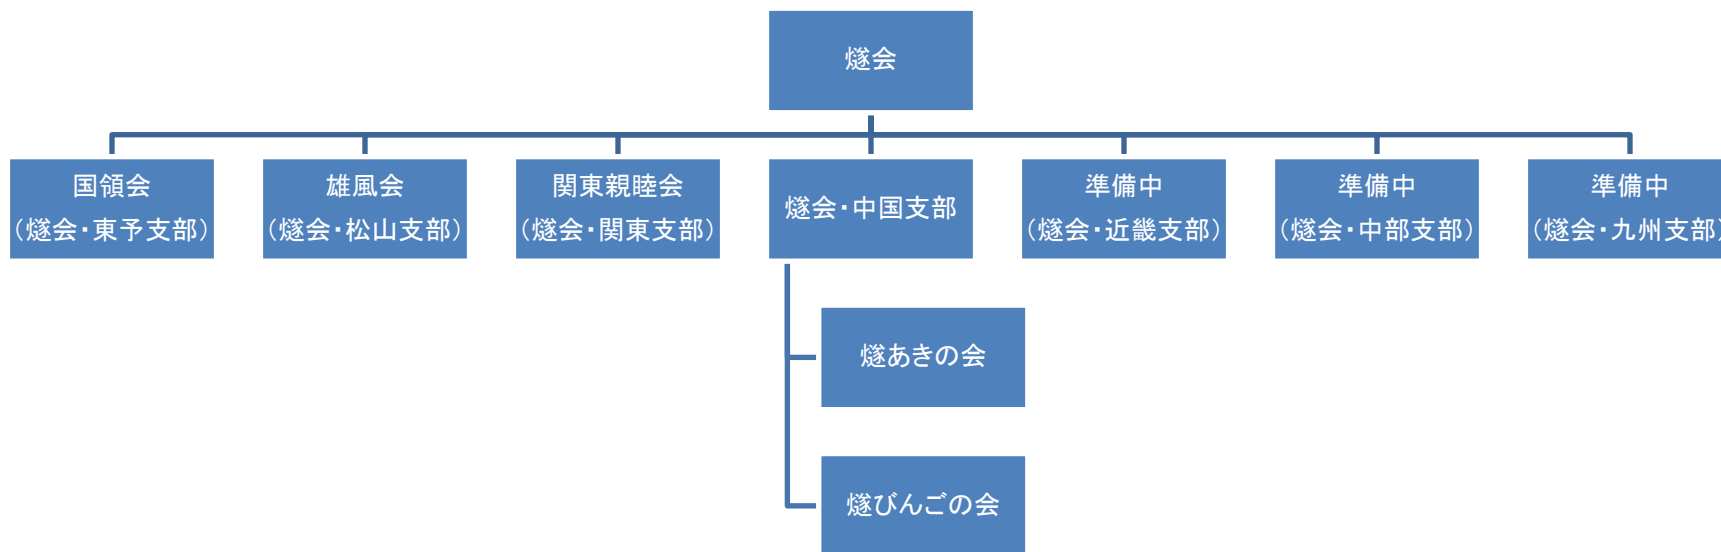 燧会
国領会
（燧会・東予支部）
雄風会
（燧会・松山支部）
関東親睦会
（燧会・関東支部）
燧会・中国支部
準備中
（燧会・近畿支部）
準備中
（燧会・中部支部）
準備中
（燧会・九州支部）
燧あきの会
燧びんごの会